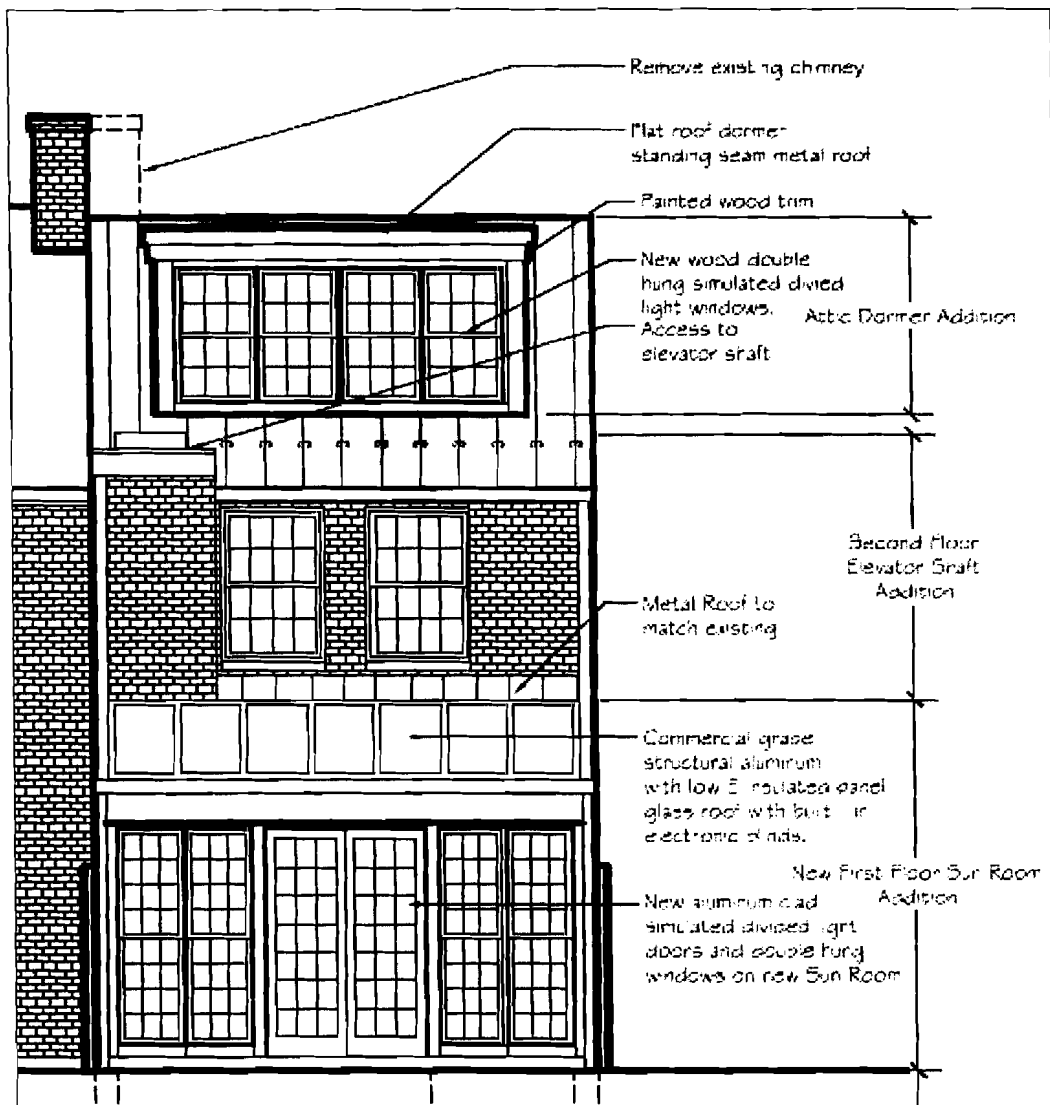 Remove existing chimney
Flat roof dormer
standing seam metal roof
Painted wood trim
New wood double
hung simulated divied
light windows.
Access to
elevator shaft
Attic Dormer Addition
Second Floor
Elevator Shaft
Addition
Metal Roof to
match existing
Commercial grade
structural aluminum
with low E insulated panel
glass roof with built in
electronic blinds.
New First Floor Sun Room
Addition
New aluminum clad
simulated divided light
doors and double hung
windows on new Sun Room